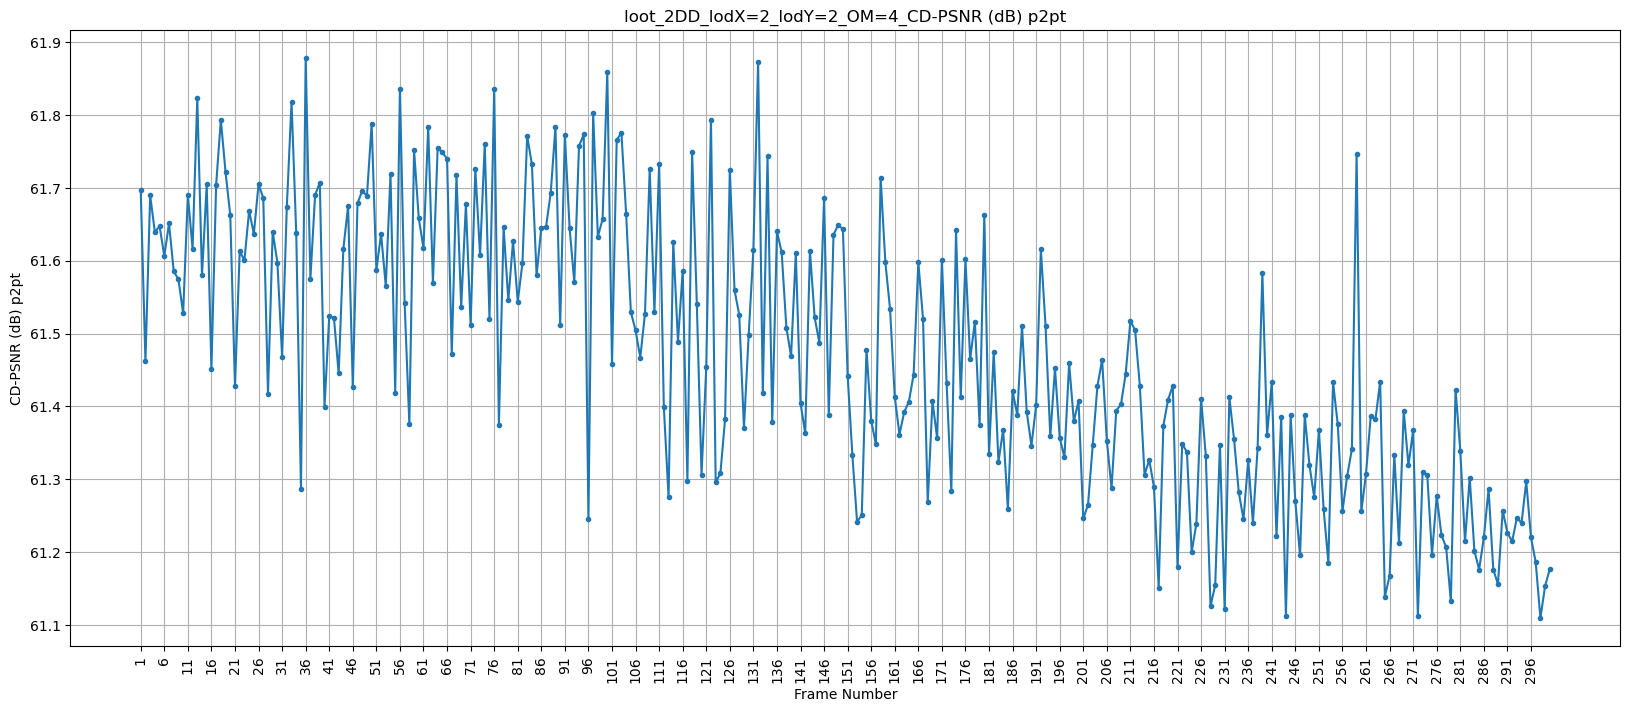 loot_2DD_lodX=2_lodY=2_OM=4_CD-PSNR (dB) p2pt
CD-PSNR (dB) p2pt
61.9
61.8
61.7
61.6
61.5
61.4
61.3
61.2
61.1
1 6 11 16 21 26 31 36 41 46 51 56 61 66 71 76 81 86 91 96 101 106 111 116 121 126 131 136 141 146 151 156 161 166 171 176 181 186 191 196 201 206 211 216 221 226 231 236 241 246 251 256 261 266 271 276 281 286 291 296
Frame Number